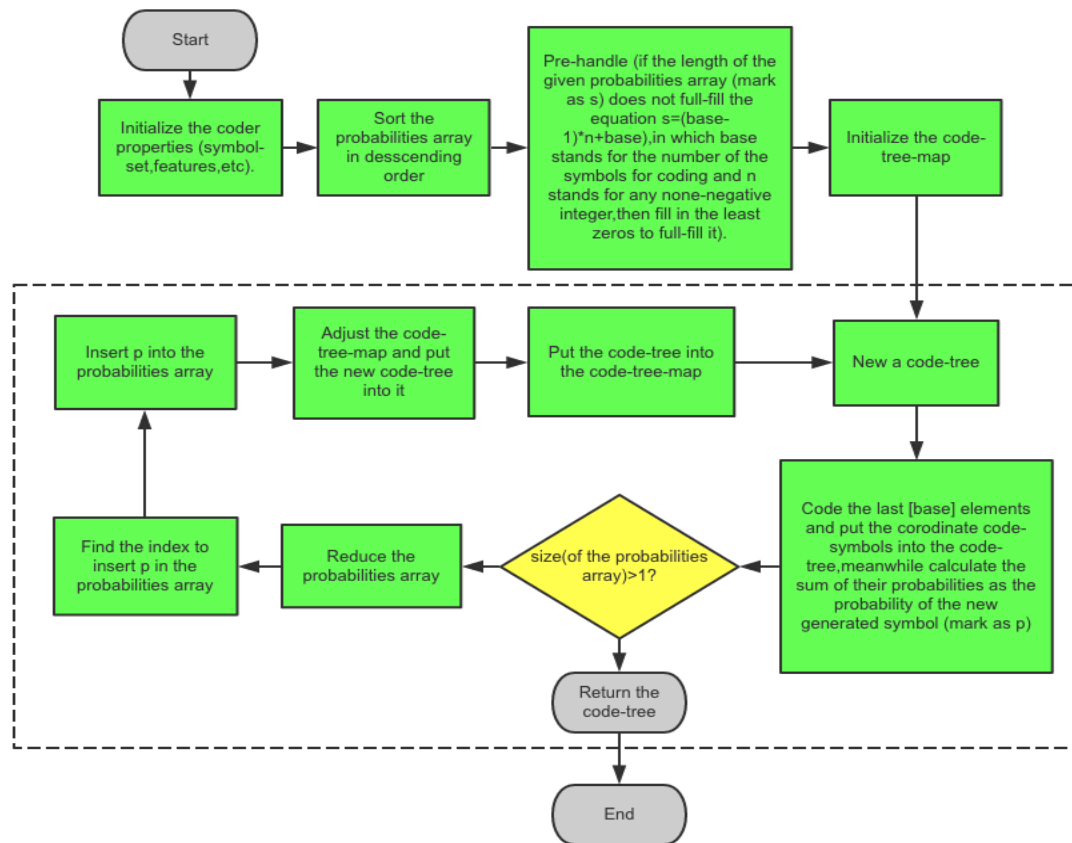 Start
Initialize the coder
properties (symbol-
set,features,etc).
Sort the
probabilities array
in desscending
order
Pre-handle (if the length of the
given probabilities array (mark
as s) does not full-fill the
equation s=(base-
1)*n+base),in which base
stands for the number of the
symbols for coding and n
stands for any none-negative
integer,then fill in the least
zeros to full-fill it).
Initialize the code-
tree-map
Insert p into the
probabilities array
Adjust the code-
tree-map and put
the new code-tree
into it
Put the code-tree into
the code-tree-map
New a code-tree
Find the index to
insert p in the
probabilities array
Reduce the
probabilities array
size(of the probabilities
array)>1?
Code the last [base] elements
and put the corodinate code-
symbols into the code-
tree,meanwhile calculate the
sum of their probabilities as the
probability of the new
generated symbol (mark as p)
Return the
code-tree
End